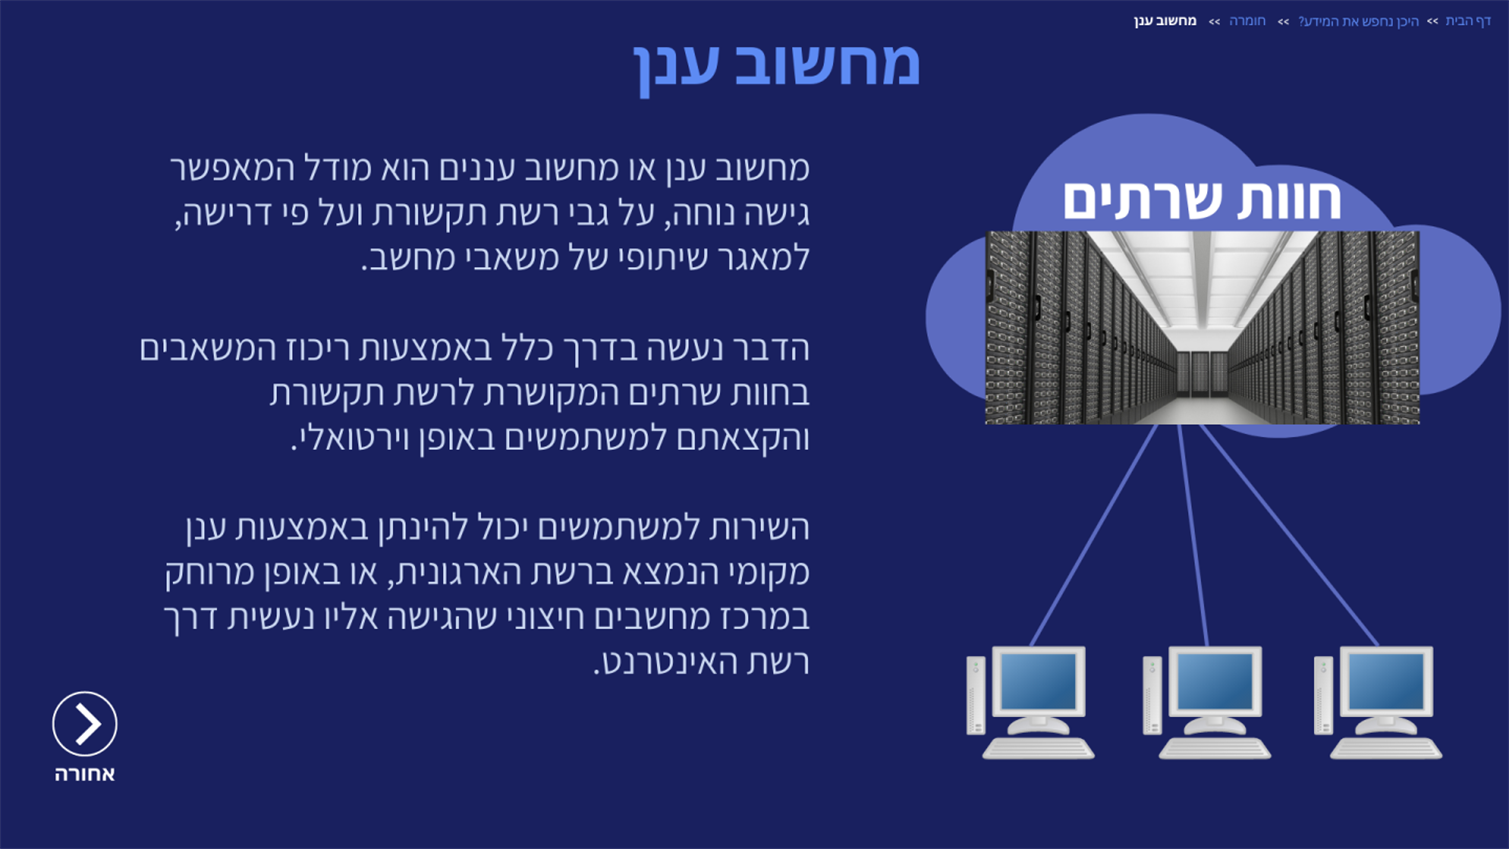 דף הבית >> היכן נחפש את המידע? >> חומרה >> מחשוב ענן
מחשוב ענן
חוות שרתים
מחשוב ענן או מחשוב עננים הוא מודל המאפשר
גישה נוחה, על גבי רשת תקשורת ועל פי דרישה,
למאגר שיתופי של משאבי מחשב.
הדבר נעשה בדרך כלל באמצעות ריכוז המשאבים
בחוות שרתים המקושרת לרשת תקשורת
והקצאתם למשתמשים באופן וירטואלי.
השירות למשתמשים יכול להינתן באמצעות ענן
מקומי הנמצא ברשת הארגונית, או באופן מרוחק
במרכז מחשבים חיצוני שהגישה אליו נעשית דרך
רשת האינטרנט.
אחורה